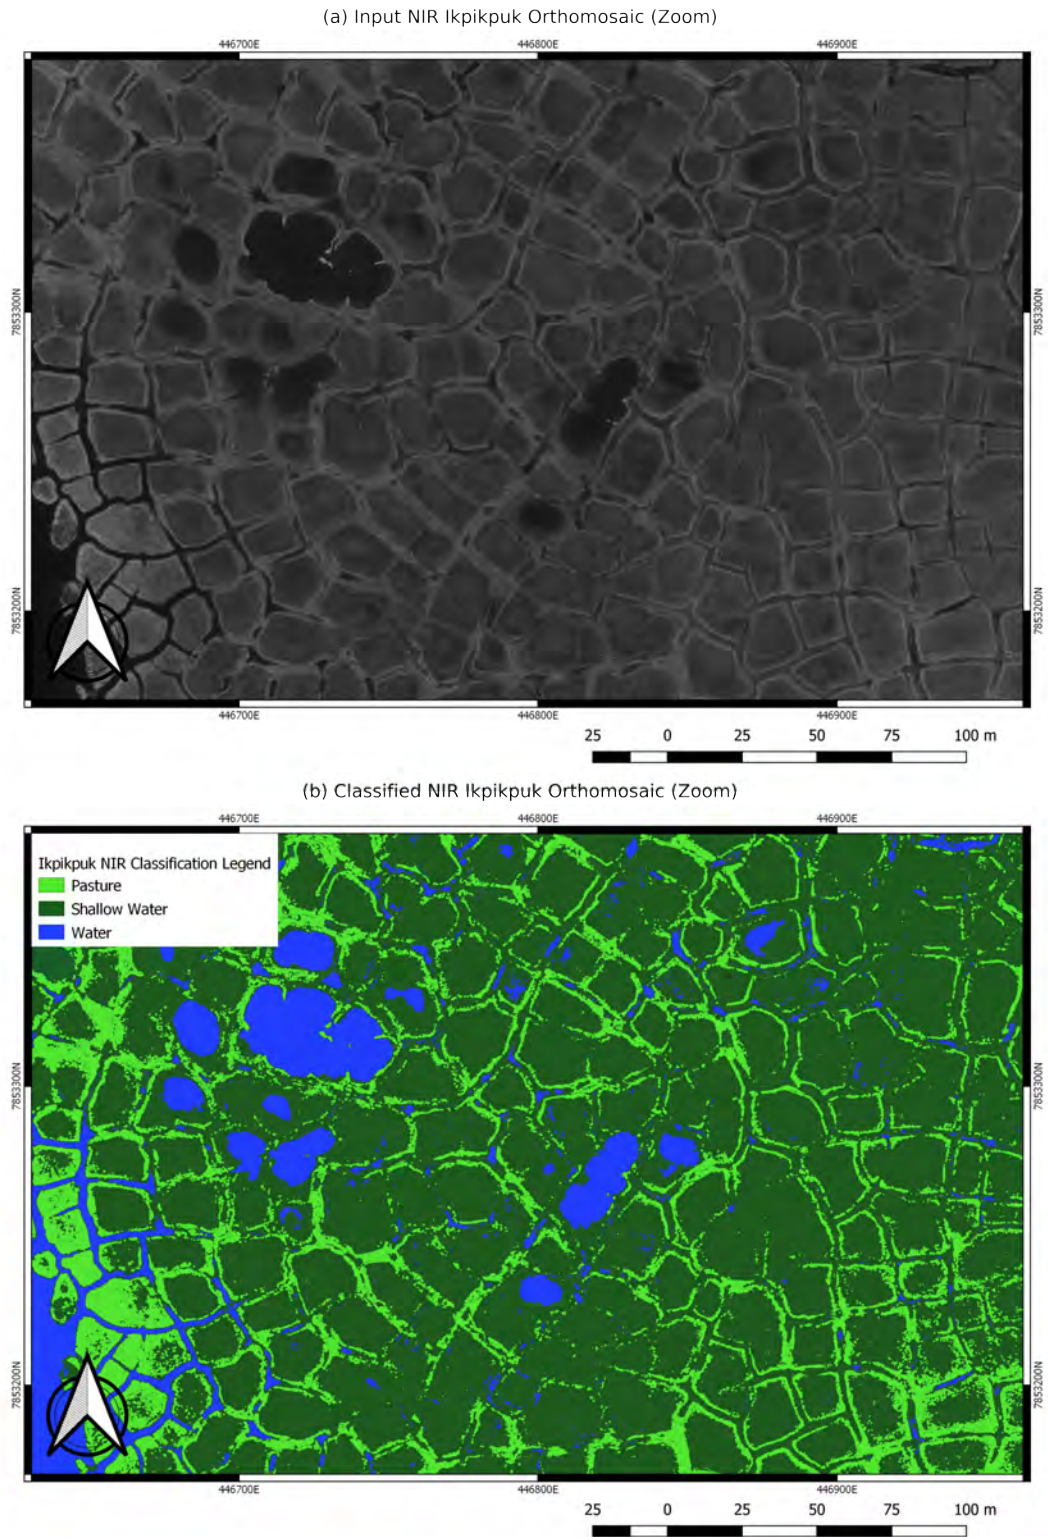 (a) Input NIR Ikpikpuk Orthomosaic (Zoom)
446700E 446800E 446900E
7853300N 7853300N
7853200N 7853200N
446700E 446800E 446900E
25 0 25 50 75 100 m
(b) Classified NIR Ikpikpuk Orthomosaic (Zoom)
446700E 446800E 446900E
Ikpikpuk NIR Classification Legend
Pasture
Shallow Water
Water
7853300N 7853300N
7853200N 7853200N
446700E 446800E 446900E
25 0 25 50 75 100 m